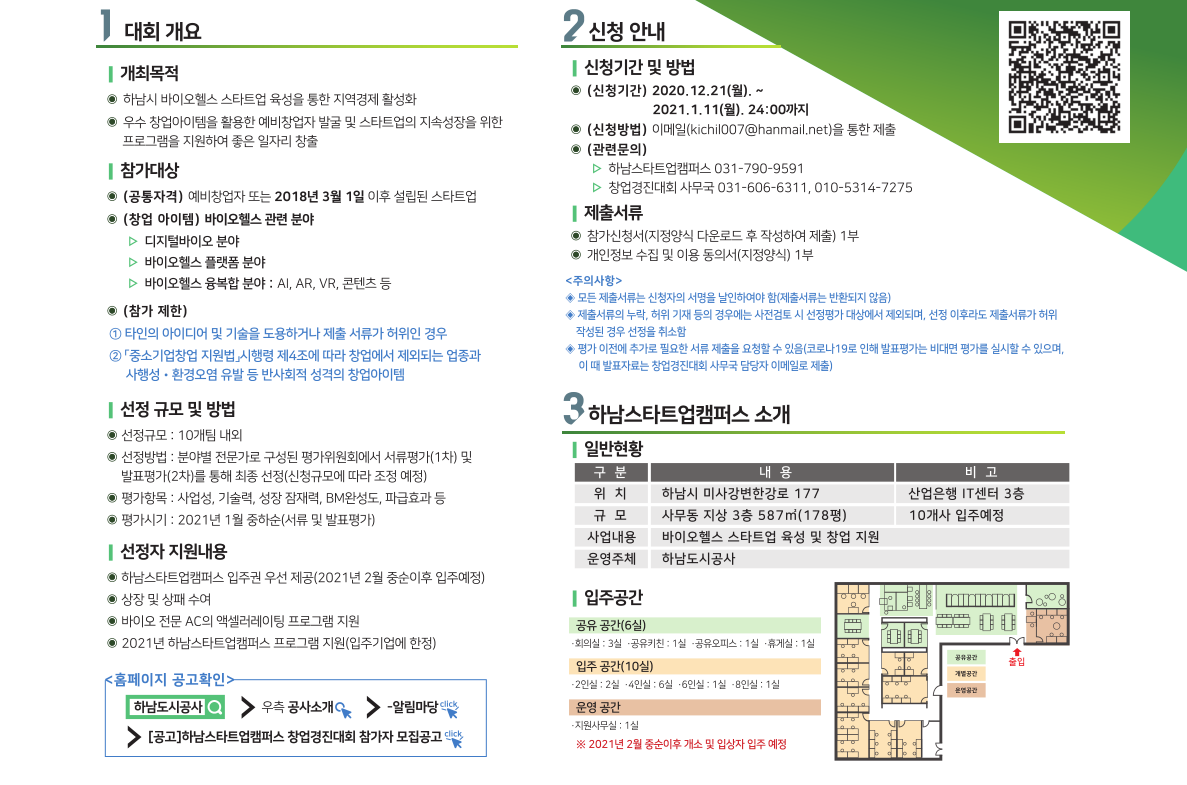 1 대회 개요
개최목적
◉ 하남시 바이오헬스 스타트업 육성을 통한 지역경제 활성화
◉ 우수 창업아이템을 활용한 예비창업자 발굴 및 스타트업의 지속성장을 위한
프로그램을 지원하여 좋은 일자리 창출
참가대상
◉ (공통자격) 예비창업자 또는 2018년 3월 1일 이후 설립된 스타트업
◉ (창업 아이템) 바이오헬스 관련 분야
▷ 디지털바이오 분야
▷ 바이오헬스 플랫폼 분야
▷ 바이오헬스 융복합 분야 : AI, AR, VR, 콘텐츠 등
◉ (참가 제한)
① 타인의 아이디어 및 기술을 도용하거나 제출 서류가 허위인 경우
② 「중소기업창업 지원법」시행령 제4조에 따라 창업에서 제외되는 업종과
사행성・환경오염 유발 등 반사회적 성격의 창업아이템
선정 규모 및 방법
◉ 선정규모 : 10개팀 내외
◉ 선정방법 : 분야별 전문가로 구성된 평가위원회에서 서류평가(1차) 및
발표평가(2차)를 통해 최종 선정(신청규모에 따라 조정 예정)
◉ 평가항목 : 사업성, 기술력, 성장 잠재력, BM완성도, 파급효과 등
◉ 평가시기 : 2021년 1월 중하순(서류 및 발표평가)
선정자 지원내용
◉ 하남스타트업캠퍼스 입주권 우선 제공(2021년 2월 중순이후 입주예정)
◉ 상장 및 상패 수여
◉ 바이오 전문 AC의 액셀러레이팅 프로그램 지원
◉ 2021년 하남스타트업캠퍼스 프로그램 지원(입주기업에 한정)
<홈페이지 공고확인>
하남도시공사 우측 공사소개 -알림마당 click
[공고]하남스타트업캠퍼스 창업경진대회 참가자 모집공고 click
2 신청 안내
신청기간 및 방법
◉ (신청기간) 2020.12.21(월). ~
2021.1.11(월). 24:00까지
◉ (신청방법) 이메일(kichil007@hanmail.net)을 통한 제출
◉ (관련문의)
▷ 하남스타트업캠퍼스 031-790-9591
▷ 창업경진대회 사무국 031-606-6311, 010-5314-7275
제출서류
◉ 참가신청서(지정양식 다운로드 후 작성하여 제출) 1부
◉ 개인정보 수집 및 이용 동의서(지정양식) 1부
<주의사항>
◈ 모든 제출서류는 신청자의 서명을 날인하여야 함(제출서류는 반환되지 않음)
◈ 제출서류의 누락, 허위 기재 등의 경우에는 사전검토 시 선정평가 대상에서 제외되며, 선정 이후라도 제출서류가 허위
작성된 경우 선정을 취소함
◈ 평가 이전에 추가로 필요한 서류 제출을 요청할 수 있음(코로나19로 인해 발표평가는 비대면 평가를 실시할 수 있으며,
이 때 발표자료는 창업경진대회 사무국 담당자 이메일로 제출)
3 하남스타트업캠퍼스 소개
일반현황
구 분 내 용 비 고
위 치 하남시 미사강변한강로 177 산업은행 IT센터 3층
규 모 사무동 지상 3층 587㎡(178평) 10개사 입주예정
사업내용 바이오헬스 스타트업 육성 및 창업 지원
운영주체 하남도시공사
입주공간
공유 공간(6실)
·회의실 : 3실 ·공유키친 : 1실 ·공유오피스 : 1실 ·휴게실 : 1실
입주 공간(10실)
·2인실 : 2실 ·4인실 : 6실 ·6인실 : 1실 ·8인실 : 1실
운영 공간
·지원사무실 : 1실
※ 2021년 2월 중순이후 개소 및 입상자 입주 예정
공유공간
개별공간
운영공간
출입